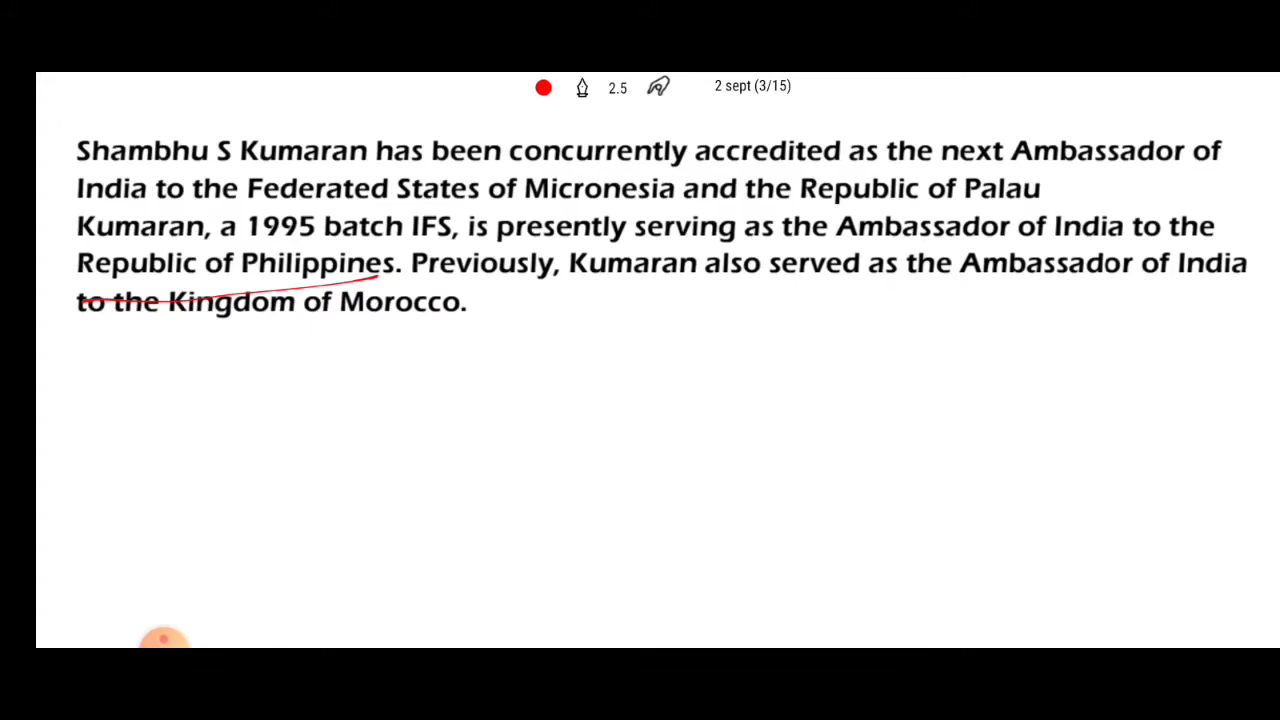 2.5 2 sept (3/15)
Shambhu S Kumaran has been concurrently accredited as the next Ambassador of
India to the Federated States of Micronesia and the Republic of Palau
Kumaran, a 1995 batch IFS, is presently serving as the Ambassador of India to the
Republic of Philippines. Previously, Kumaran also served as the Ambassador of India
to the Kingdom of Morocco.